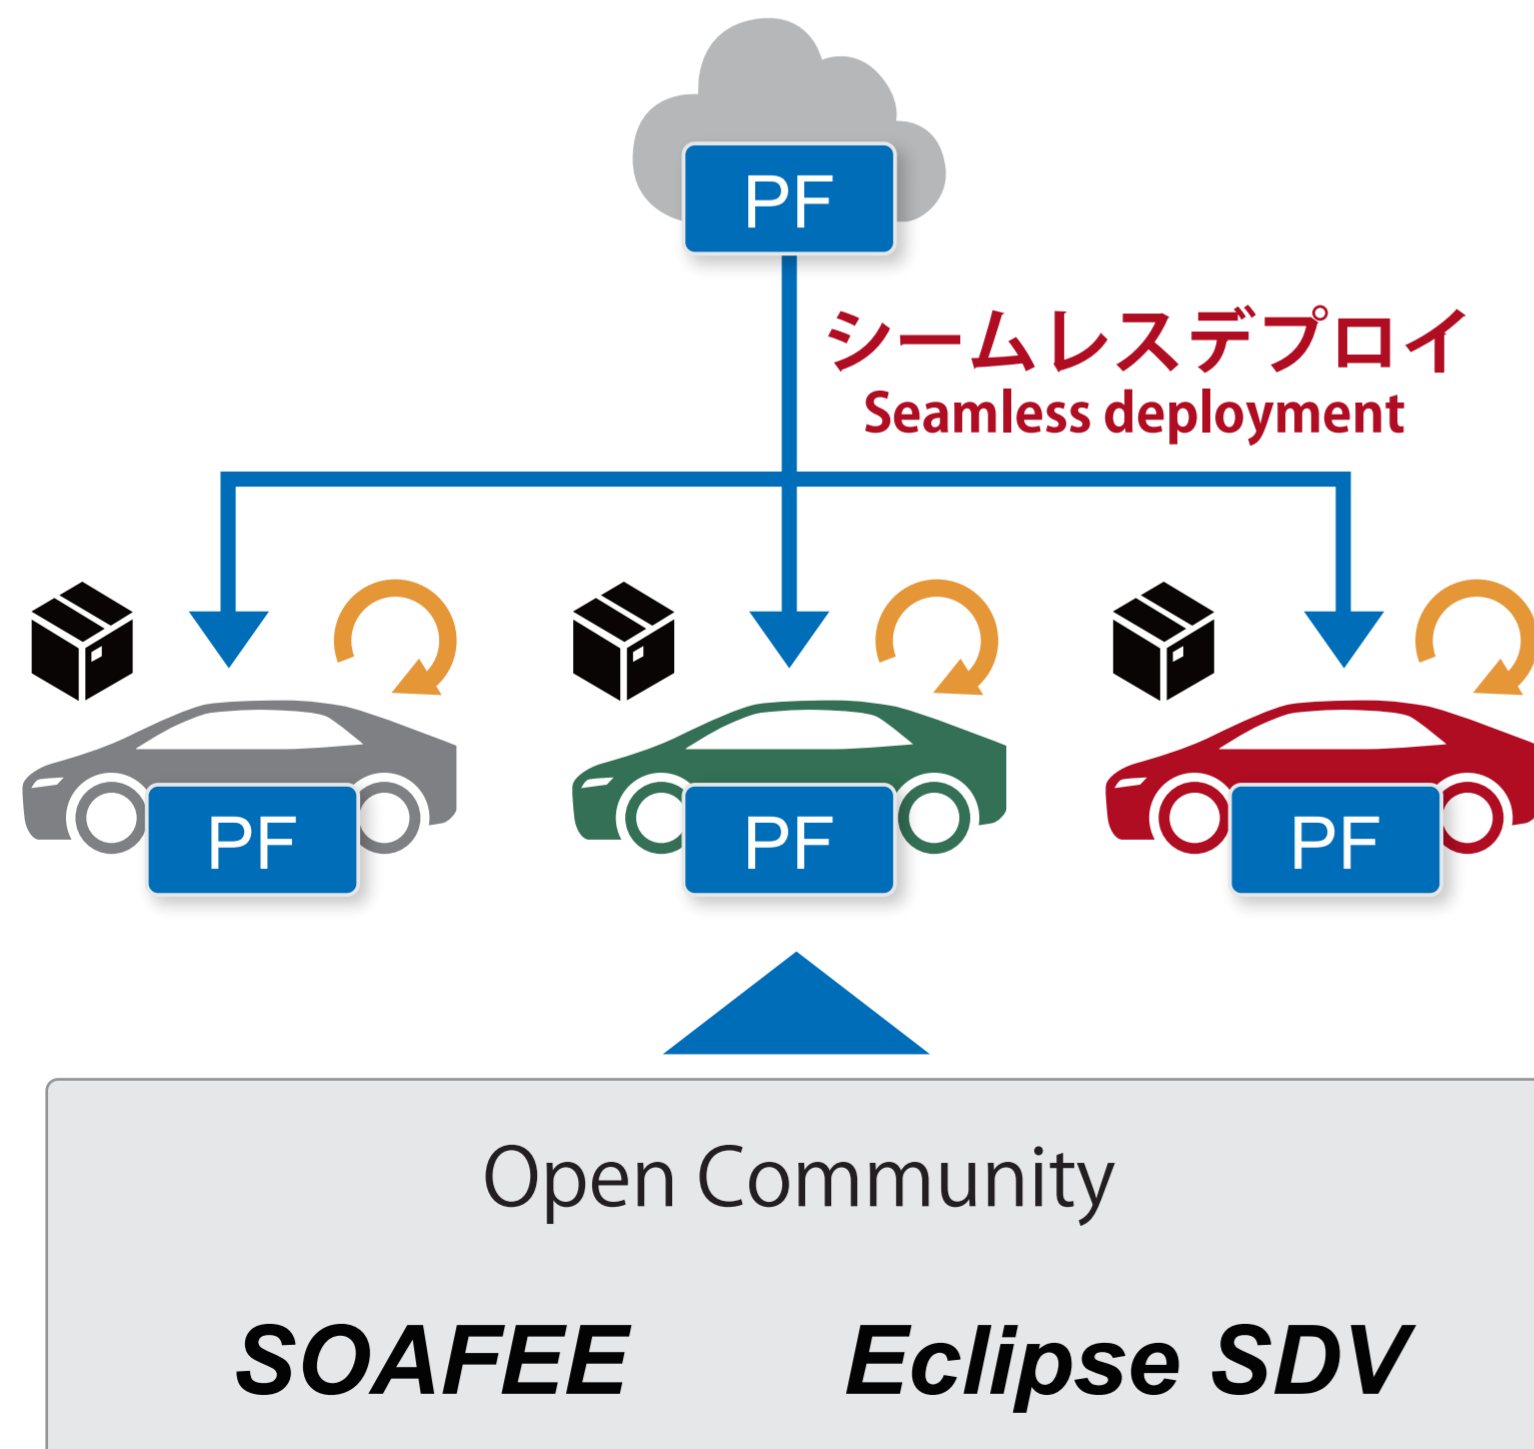 PF
シームレスデプロイ
Seamless deployment
PF
PF
PF
Open Community
SOAFEE
Eclipse SDV